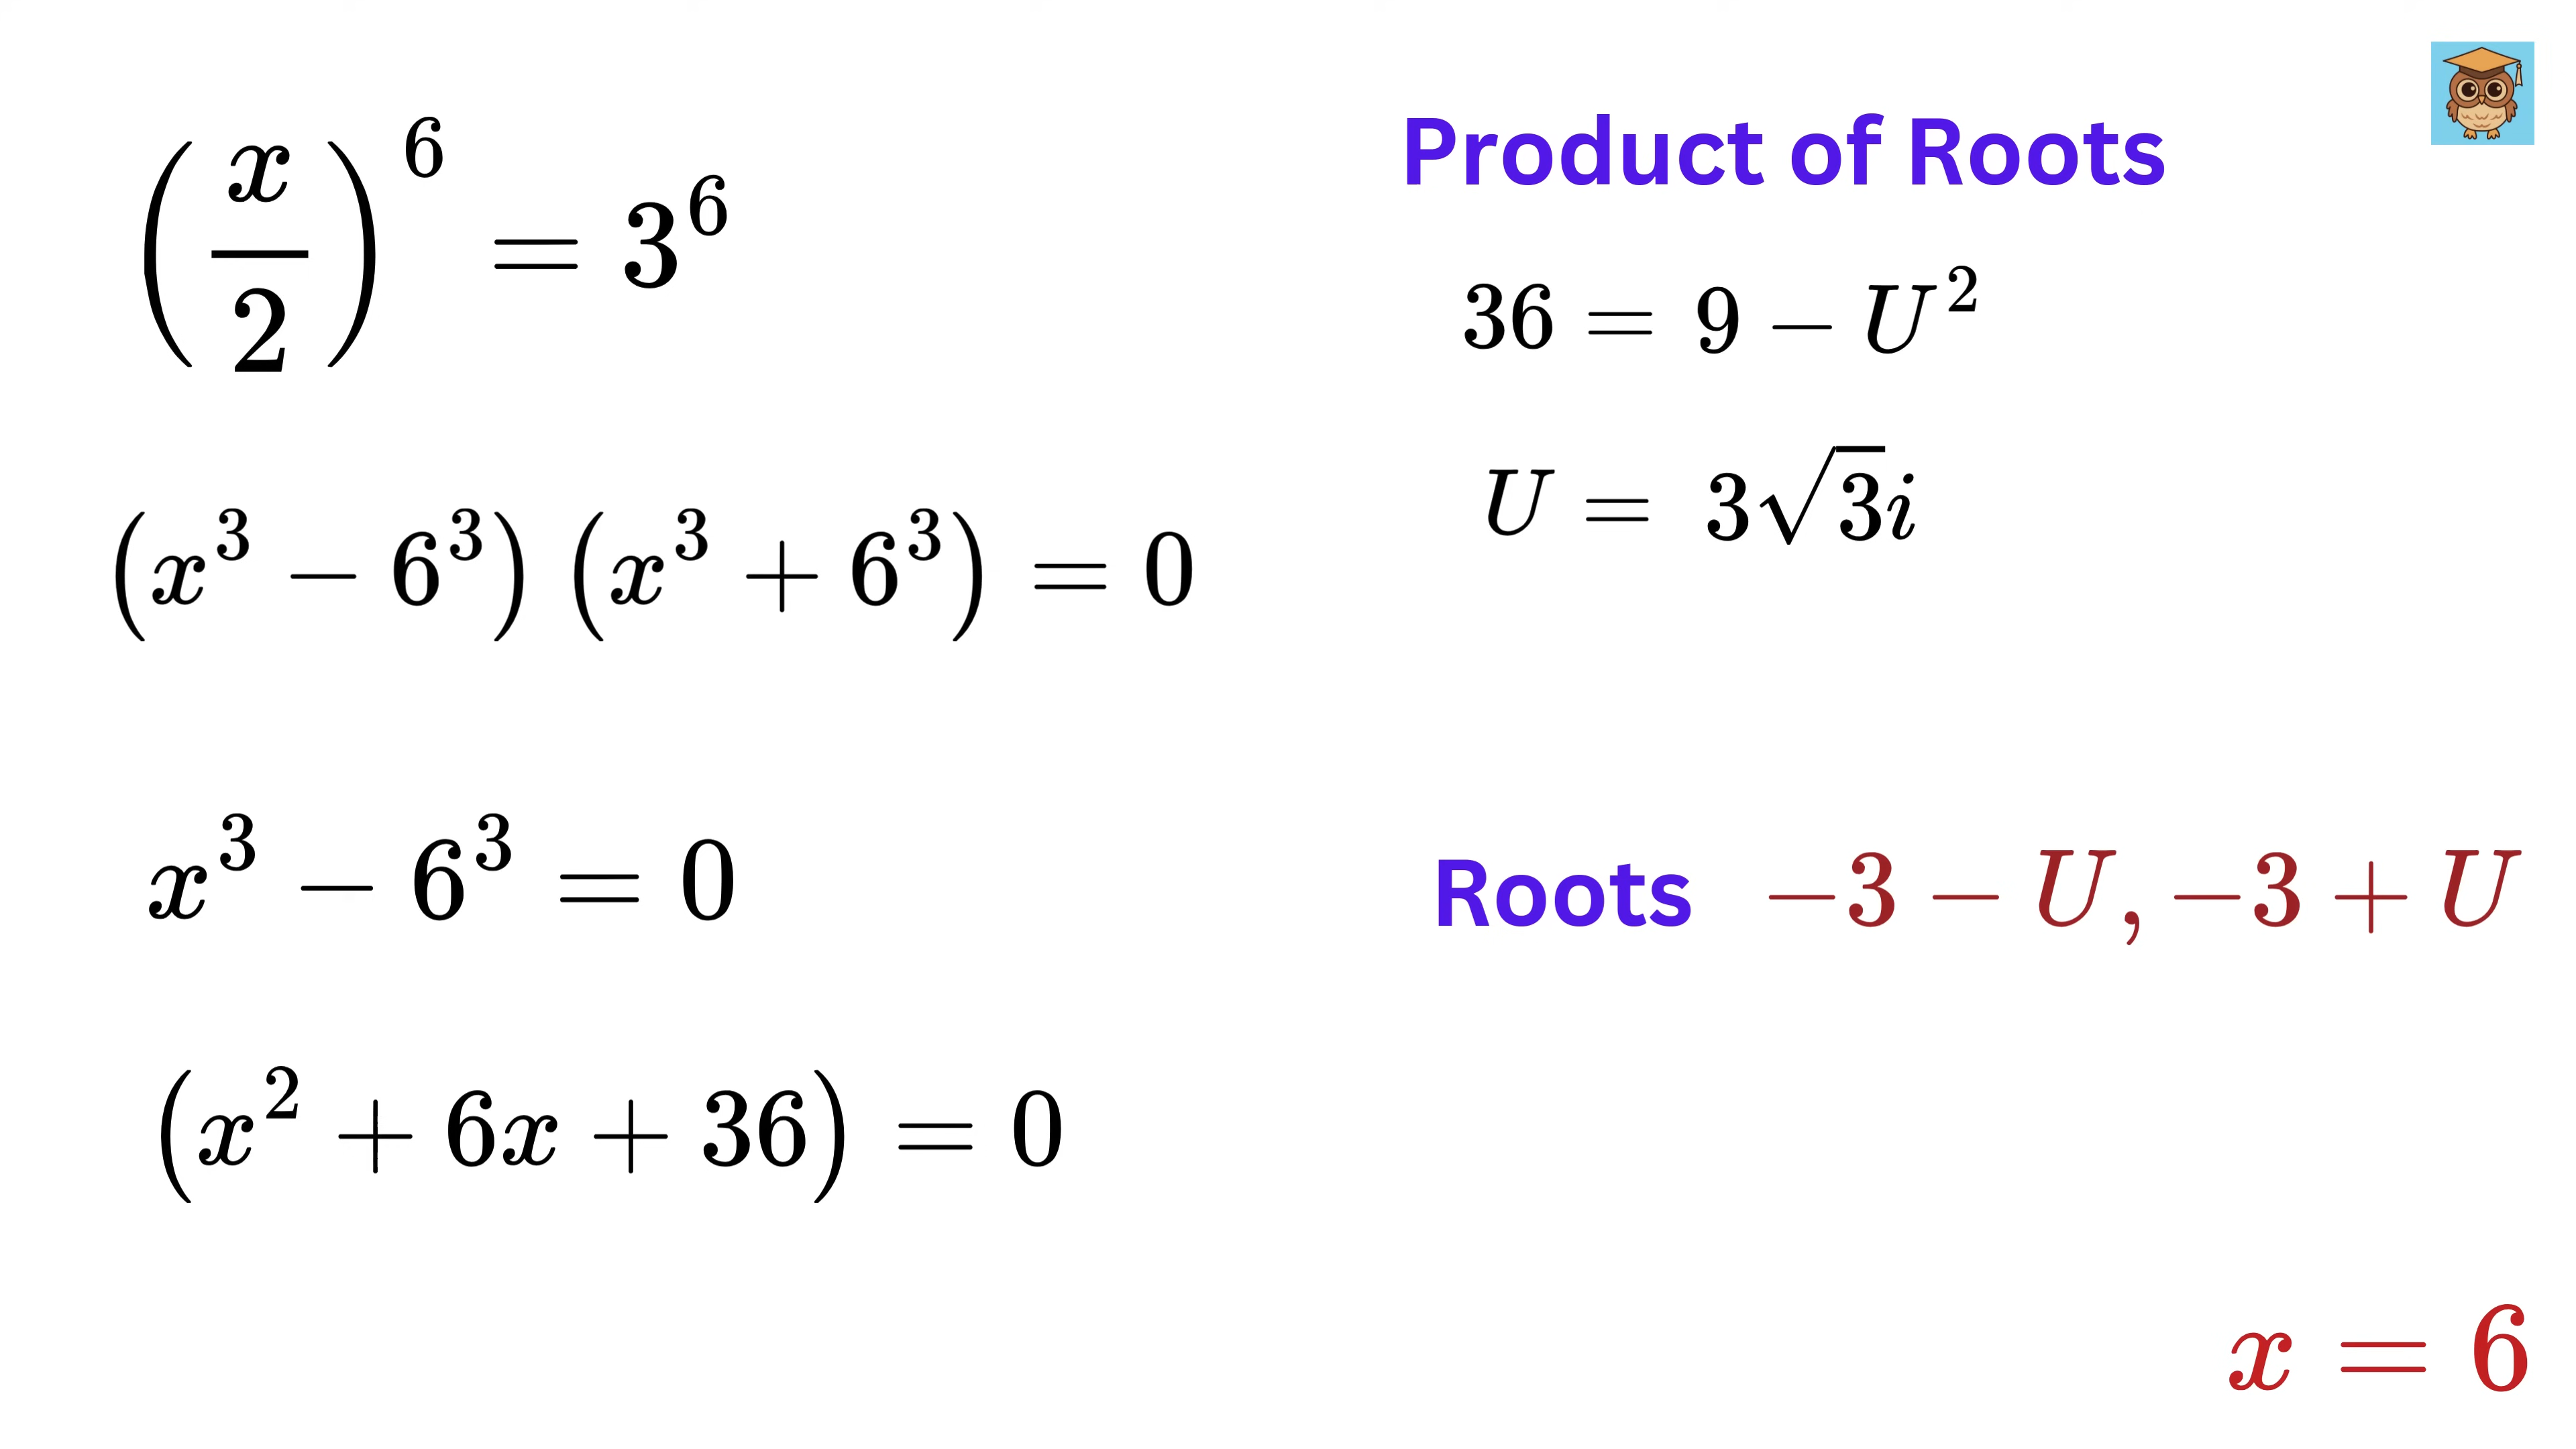 (x/2)^6 = 3^6
(x^3 − 6^3) (x^3 + 6^3) = 0
x^3 − 6^3 = 0
(x^2 + 6x + 36) = 0
Product of Roots
36 = 9 − U^2
U = 3√3i
Roots −3 − U, −3 + U
x = 6